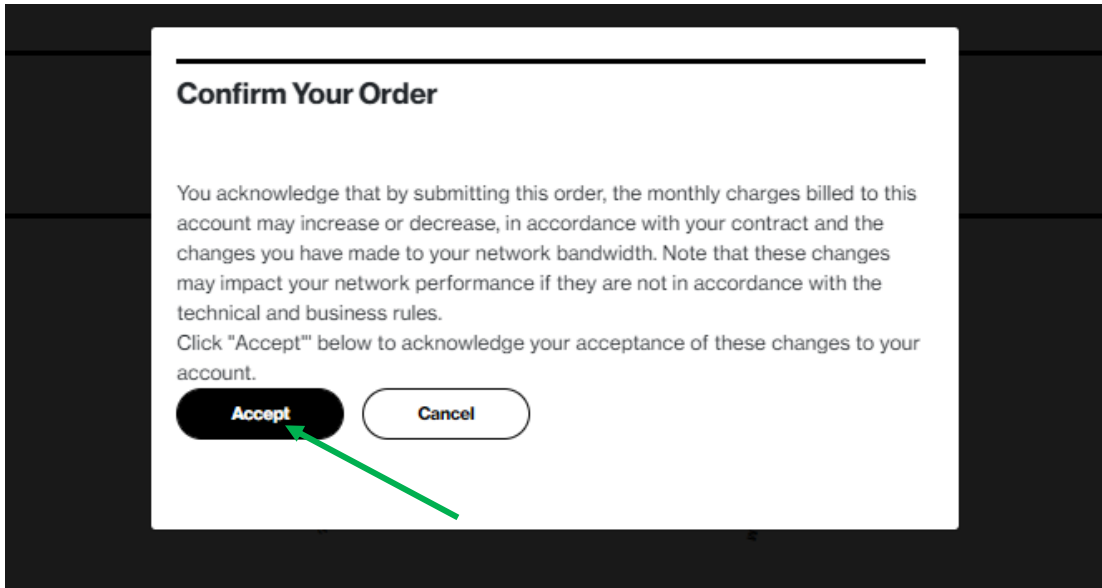 Confirm Your Order
You acknowledge that by submitting this order, the monthly charges billed to this
account may increase or decrease, in accordance with your contract and the
changes you have made to your network bandwidth. Note that these changes
may impact your network performance if they are not in accordance with the
technical and business rules.
Click "Accept"' below to acknowledge your acceptance of these changes to your
account.
Accept Cancel